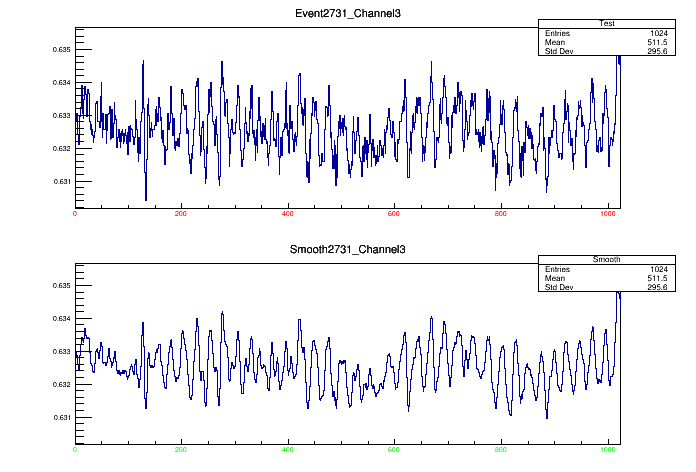 Event2731_Channel3
Test
Entries 1024
Mean 511.5
Std Dev 295.6
0.635
0.634
0.633
0.632
0.631
0 200 400 600 800 1000
Smooth2731_Channel3
Smooth
Entries 1024
Mean 511.5
Std Dev 295.6
0.635
0.634
0.633
0.632
0.631
0 200 400 600 800 1000